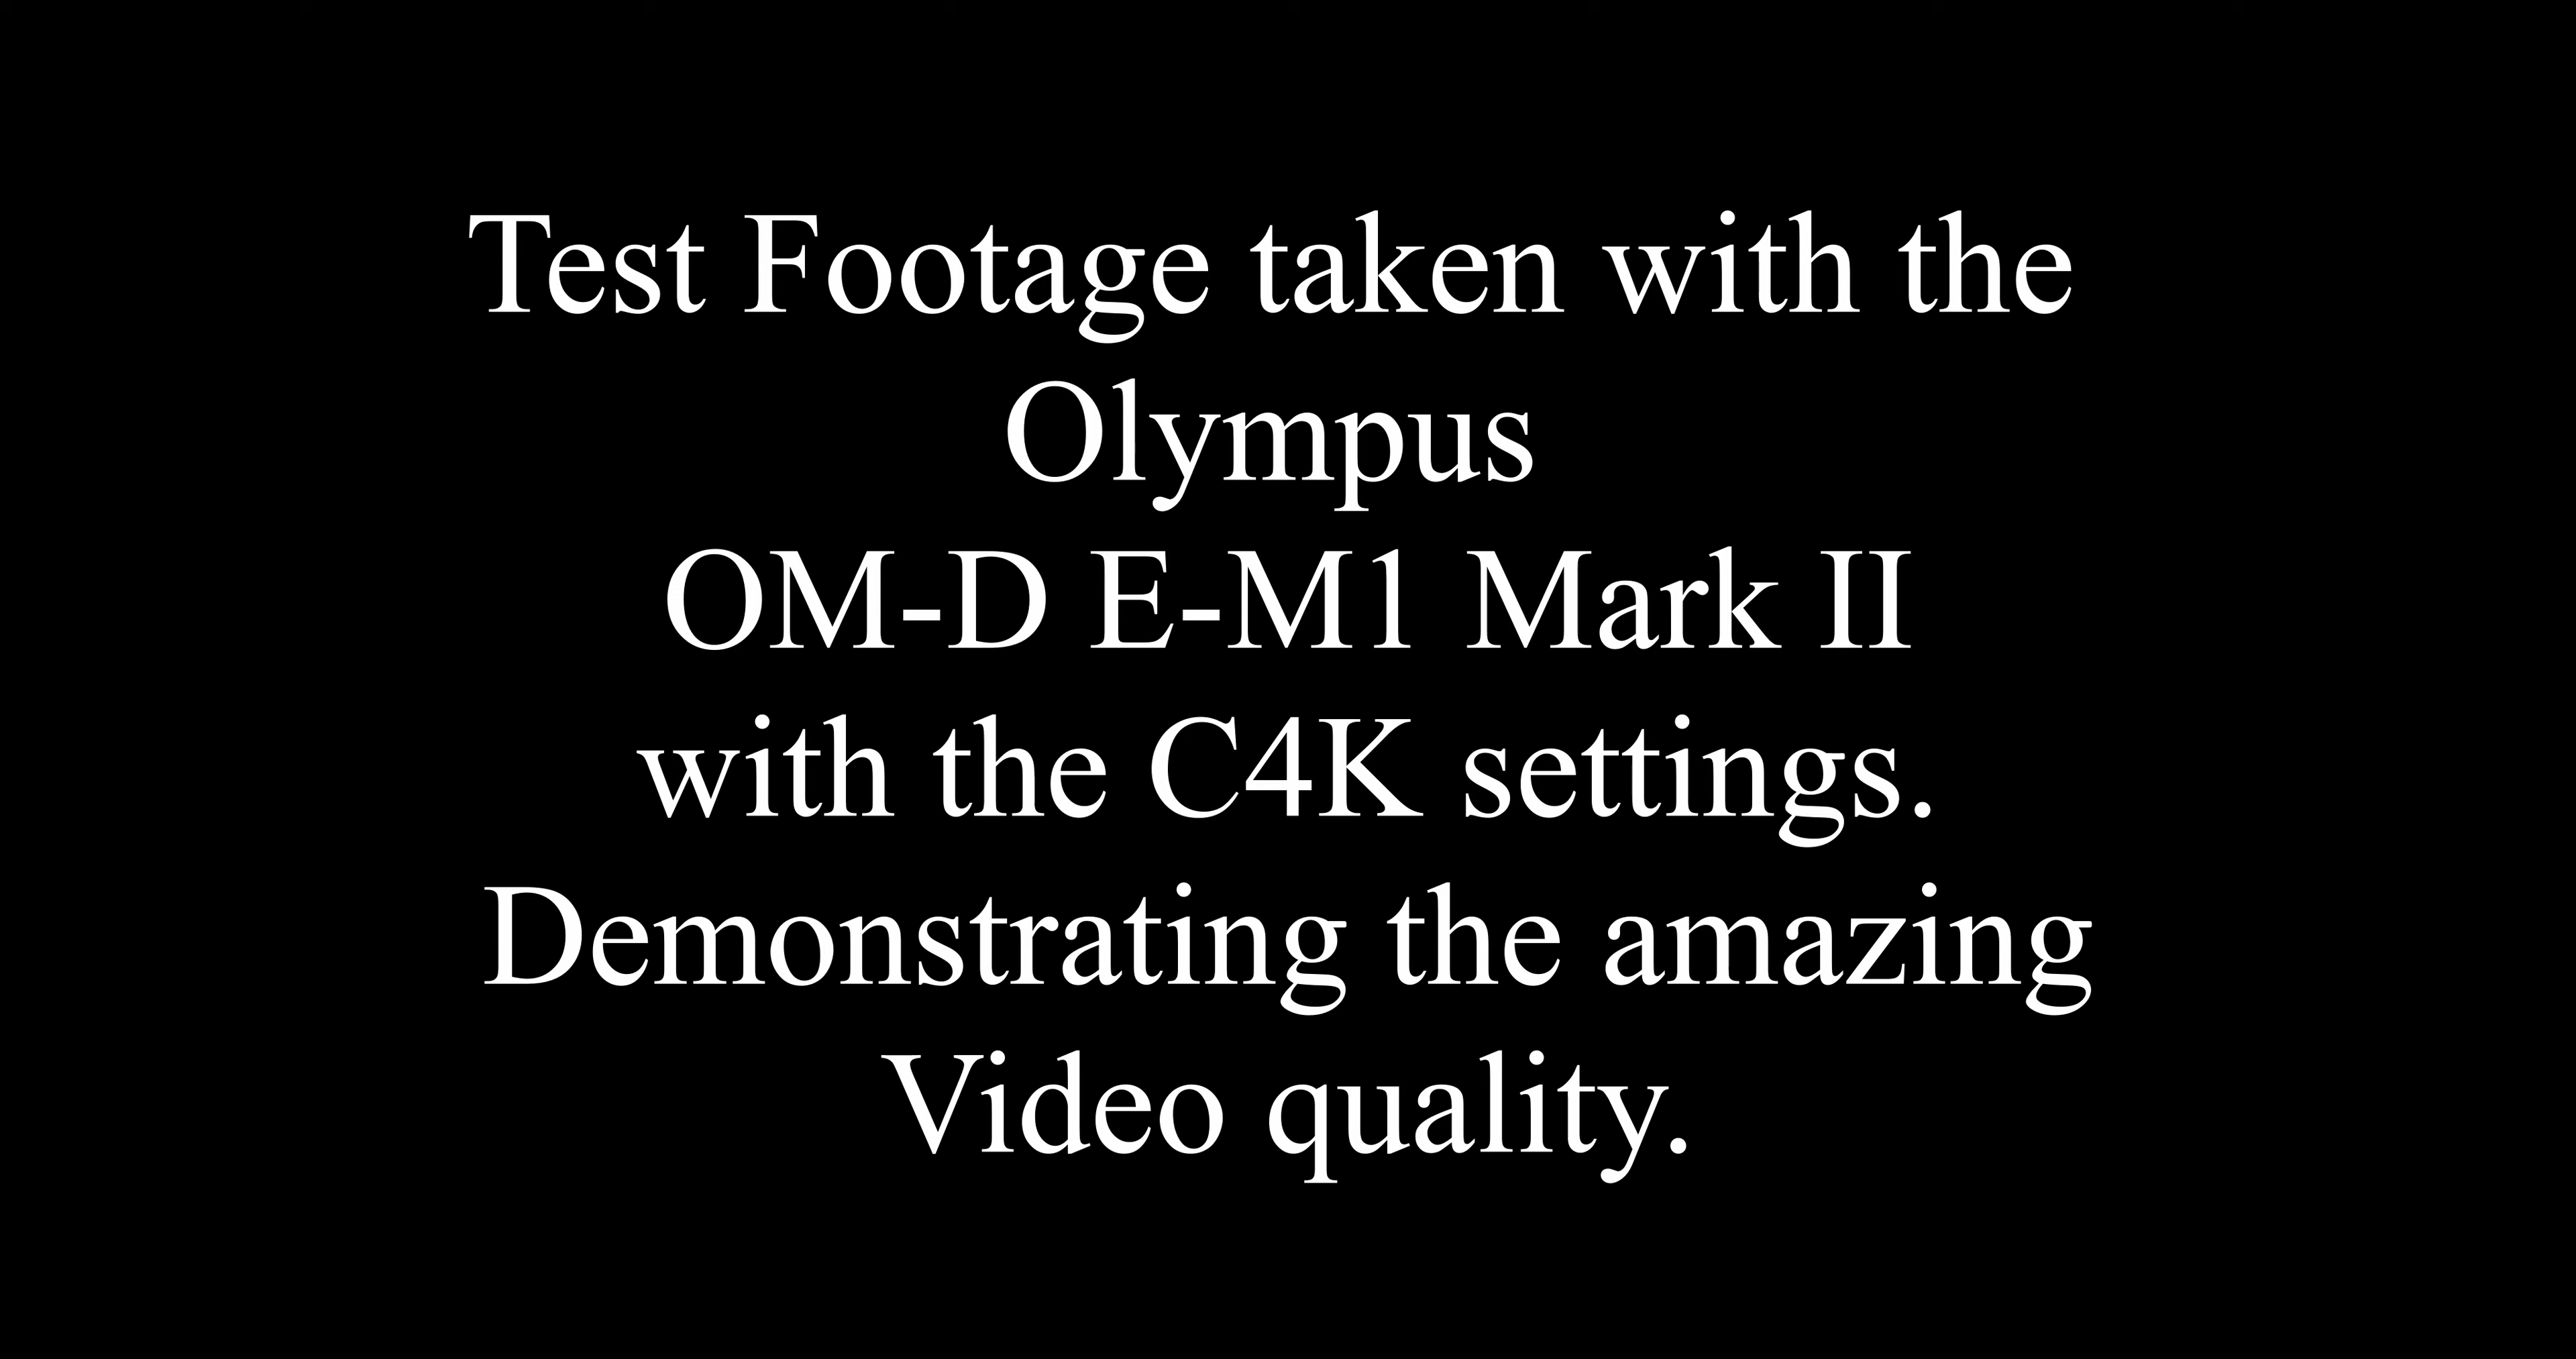 Test Footage taken with the
Olympus
OM-D E-M1 Mark II
with the C4K settings.
Demonstrating the amazing
Video quality.